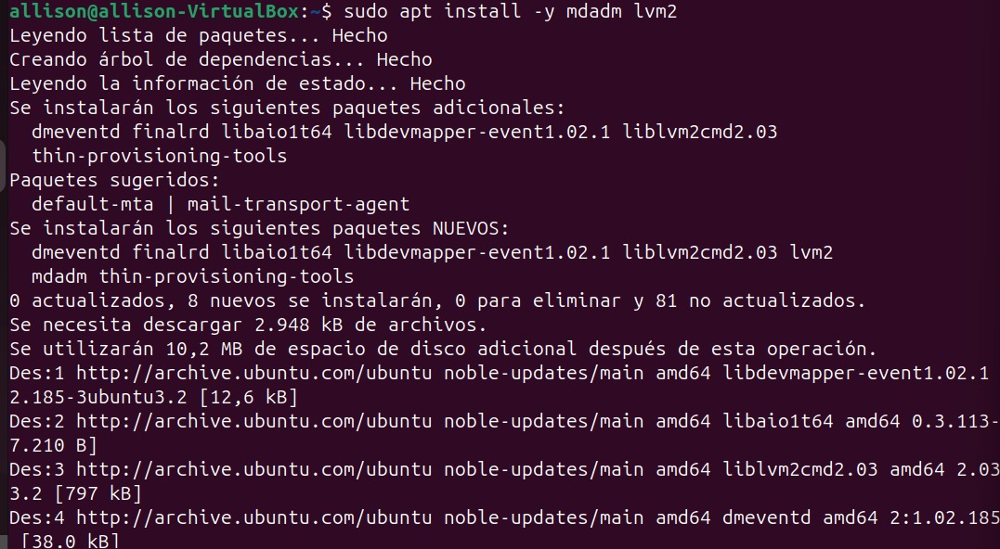 allison@allison-VirtualBox:~$ sudo apt install -y mdadm lvm2
Leyendo lista de paquetes... Hecho
Creando árbol de dependencias... Hecho
Leyendo la información de estado... Hecho
Se instalarán los siguientes paquetes adicionales:
  dmeventd finalrd libaio1t64 libdevmapper-event1.02.1 liblvm2cmd2.03
  thin-provisioning-tools
Paquetes sugeridos:
  default-mta | mail-transport-agent
Se instalarán los siguientes paquetes NUEVOS:
  dmeventd finalrd libaio1t64 libdevmapper-event1.02.1 liblvm2cmd2.03 lvm2
  mdadm thin-provisioning-tools
0 actualizados, 8 nuevos se instalarán, 0 para eliminar y 81 no actualizados.
Se necesita descargar 2.948 kB de archivos.
Se utilizarán 10,2 MB de espacio de disco adicional después de esta operación.
Des:1 http://archive.ubuntu.com/ubuntu noble-updates/main amd64 libdevmapper-event1.02.1
2.185-3ubuntu3.2 [12,6 kB]
Des:2 http://archive.ubuntu.com/ubuntu noble-updates/main amd64 libaio1t64 amd64 0.3.113-
7.210 B]
Des:3 http://archive.ubuntu.com/ubuntu noble-updates/main amd64 liblvm2cmd2.03 amd64 2.03
3.2 [797 kB]
Des:4 http://archive.ubuntu.com/ubuntu noble-updates/main amd64 dmeventd amd64 2:1.02.185
 [38,0 kB]